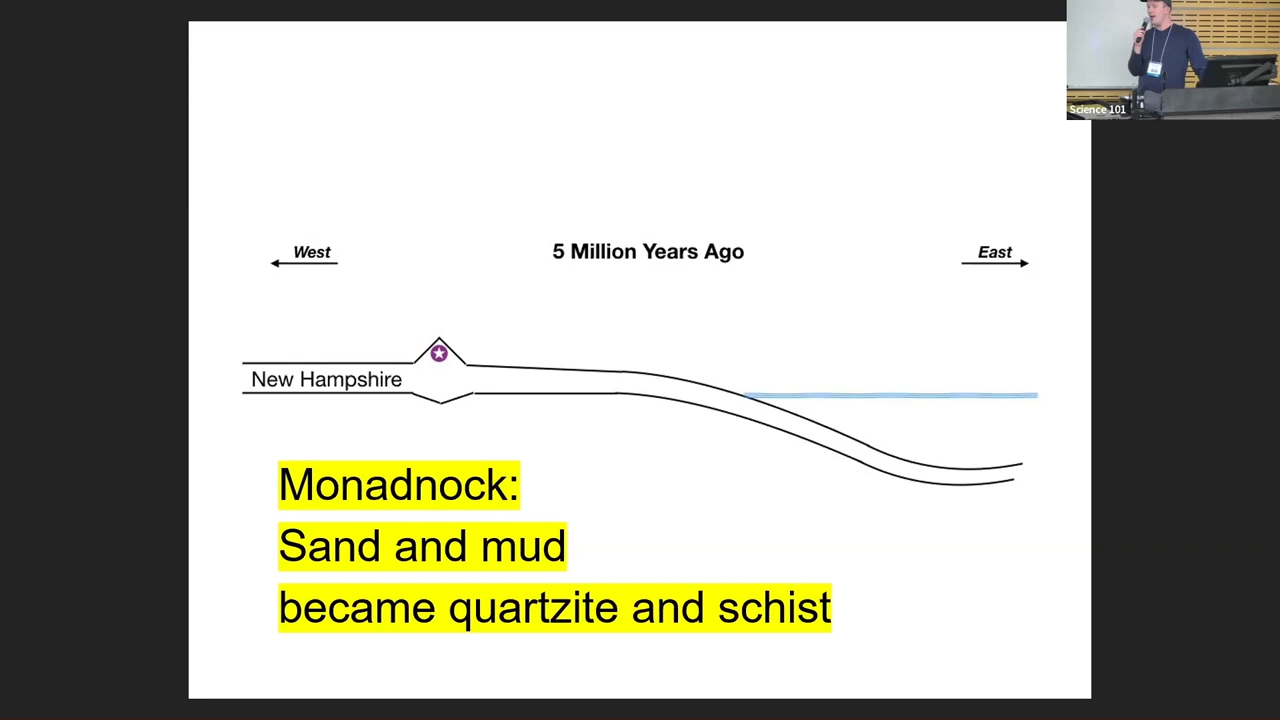 Science 101
West
5 Million Years Ago
East
New Hampshire
Monadnock:
Sand and mud
became quartzite and schist